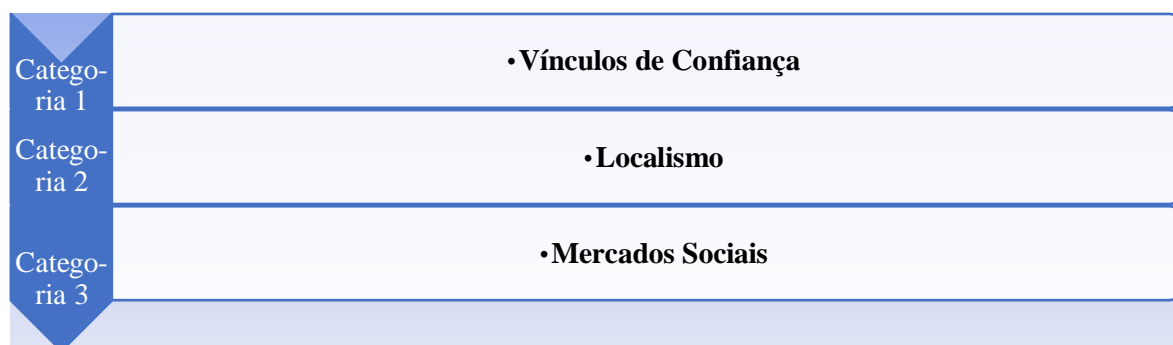 Catego-
ria 1
•Vínculos de Confiança
Catego-
ria 2
•Localismo
Catego-
ria 3
•Mercados Sociais